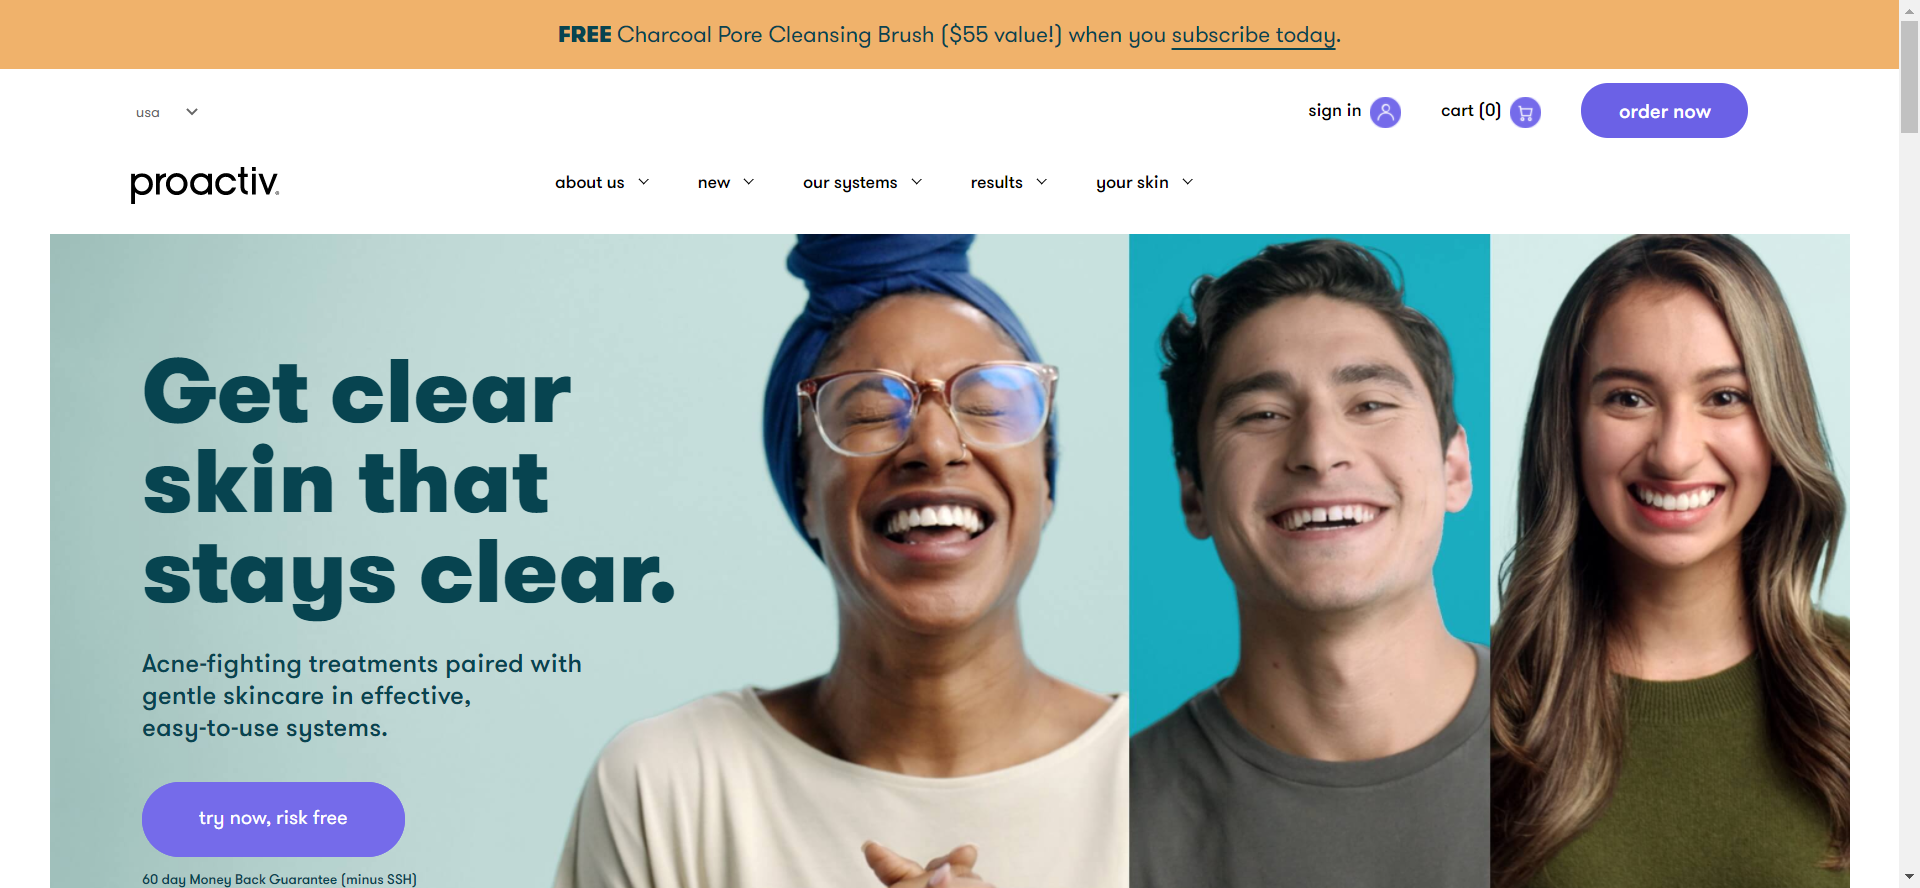 FREE Charcoal Pore Cleansing Brush ($55 value!) when you subscribe today.
usa
sign in
cart (0)
order now
proactiv
about us
new
our systems
results
your skin
Get clear
skin that
stays clear.
Acne-fighting treatments paired with
gentle skincare in effective,
easy-to-use systems.
try now, risk free
60 day Money Back Guarantee (minus SSH)